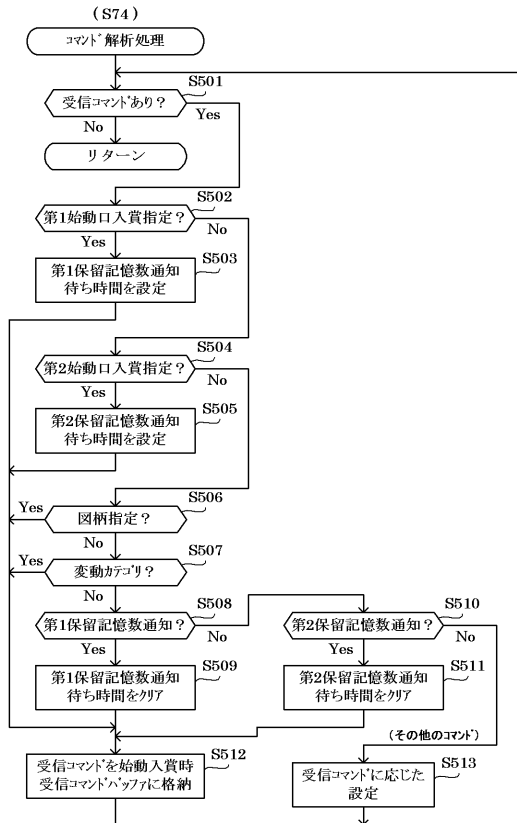 (S74)
コマンド解析処理
S501
受信コマンドあり？
Yes
No
リターン
S502
第1始動口入賞指定？
No
Yes
S503
第1保留記憶数通知
待ち時間を設定
S504
第2始動口入賞指定？
No
Yes
S505
第2保留記憶数通知
待ち時間を設定
S506
Yes
図柄指定？
No
S507
Yes
変動カテゴリ？
No
S508
第1保留記憶数通知？
No
Yes
S509
第1保留記憶数通知
待ち時間をクリア
S510
第2保留記憶数通知？
No
Yes
S511
第2保留記憶数通知
待ち時間をクリア
(その他のコマンド)
S512
受信コマンドを始動入賞時
受信コマンドバッファに格納
S513
受信コマンドに応じた
設定